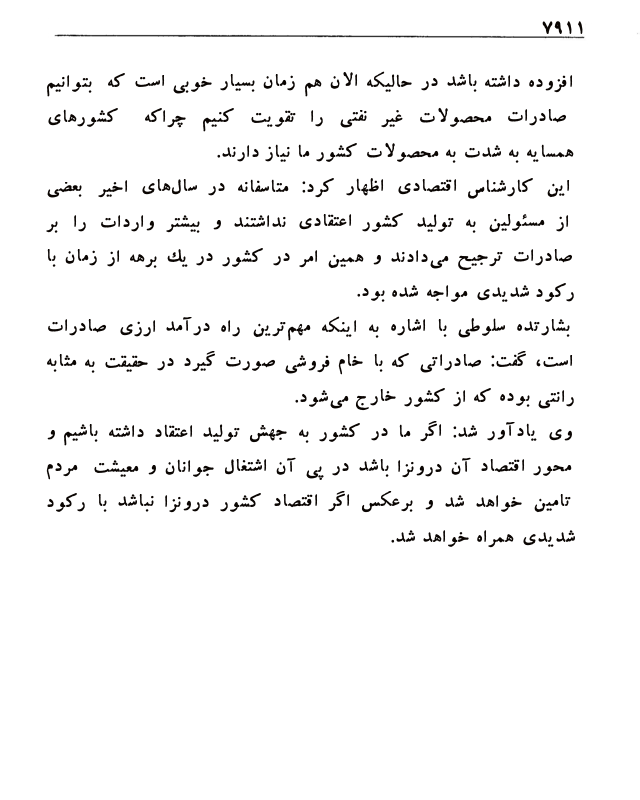 ۷۹۱۱
افزوده داشته باشد در حالیکه الان هم زمان بسیار خوبی است که بتوانیم
صادرات محصولات غیر نفتی را تقویت کنیم چراکه کشورهای
همسایه به شدت به محصولات کشور ما نیاز دارند.
این کارشناس اقتصادی اظهار کرد: متاسفانه در سال‌های اخیر بعضی
از مسئولین به تولید کشور اعتقادی نداشتند و بیشتر واردات را بر
صادرات ترجیح می‌دادند و همین امر در کشور در یك برهه از زمان با
رکود شدیدی مواجه شده بود.
بشارتده سلوطی با اشاره به اینکه مهم‌ترین راه درآمد ارزی صادرات
است، گفت: صادراتی که با خام فروشی صورت گیرد در حقیقت به مثابه
رانتی بوده که از کشور خارج می‌شود.
وی یادآور شد: اگر ما در کشور به جهش تولید اعتقاد داشته باشیم و
محور اقتصاد آن درونزا باشد در پی آن اشتغال جوانان و معیشت مردم
تامین خواهد شد و برعکس اگر اقتصاد کشور درونزا نباشد با رکود
شدیدی همراه خواهد شد.